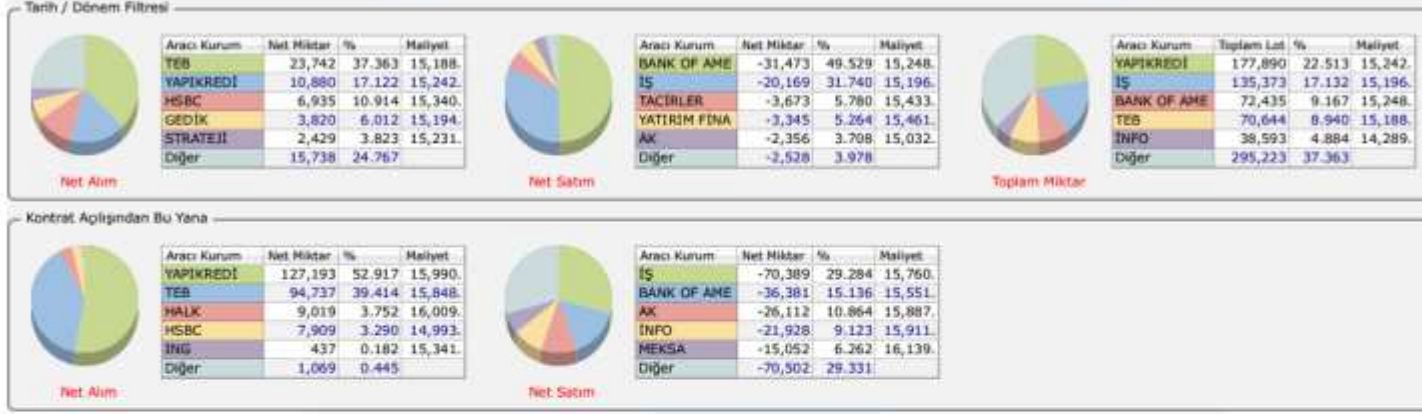 Tarih / Dönem Filtresi
Aracı Kurum Net Miktar % Maliyet
TEB 23,742 37.363 15,188.
YAPIKREDİ 10,880 17.122 15,242.
HSBC 6,935 10.914 15,340.
GEDİK 3,820 6.012 15,194.
STRATEJİ 2,429 3.823 15,231.
Diğer 15,738 24.767
Net Alım
Aracı Kurum Net Miktar % Maliyet
BANK OF AME -31,473 49.529 15,248.
İŞ -20,169 31.740 15,196.
TACİRLER -3,673 5.780 15,433.
YATIRIM FİNA -3,345 5.264 15,461.
AK -2,356 3.708 15,032.
Diğer -2,528 3.978
Net Satım
Aracı Kurum Toplam Lot % Maliyet
YAPIKREDİ 177,890 22.513 15,242.
İŞ 135,373 17.132 15,196.
BANK OF AME 72,435 9.167 15,248.
TEB 70,644 8.940 15,188.
İNFO 38,593 4.884 14,289.
Diğer 295,223 37.363
Toplam Miktar
Kontrat Açılışından Bu Yana
Aracı Kurum Net Miktar % Maliyet
YAPIKREDİ 127,193 52.917 15,990.
TEB 94,737 39.414 15,848.
HALK 9,019 3.752 16,009.
HSBC 7,909 3.290 14,993.
ING 437 0.182 15,341.
Diğer 1,069 0.445
Net Alım
Aracı Kurum Net Miktar % Maliyet
İŞ -70,389 29.284 15,760.
BANK OF AME -36,381 15.136 15,551.
AK -26,112 10.864 15,887.
İNFO -21,928 9.123 15,911.
MEKSA -15,052 6.262 16,139.
Diğer -70,502 29.331
Net Satım